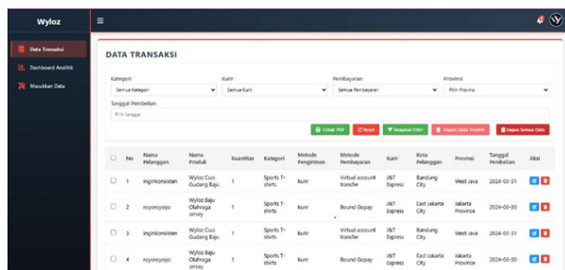 Wyloz
Data Transaksi
Dashboard Analitik
Masukkan Data
DATA TRANSAKSI
Kategori Kurir Pembayaran Provinsi
Semua Kategori Semua Kurir Semua Pembayaran Pilih Provinsi
Tanggal Pembelian
Pilih tanggal
Cetak PDF Reset Terapkan Filter Hapus Data Terpilih Hapus Semua Data
No Nama Pelanggan Nama Produk Kuantitas Kategori Metode Pengiriman Metode Pembayaran Kurir Kota Pelanggan Provinsi Tanggal Pembelian Aksi
1 inginkonsisten Wyloz Cuci Gudang Baju 1 Sports T-shirts kurir Virtual account transfer J&T Express Bandung City West Java 2024-03-31
2 royoroyoijo Wyloz Baju Olahraga Jersey 1 Sports T-shirts kurir Bound Gopay J&T Express East Jakarta City Jakarta Province 2024-03-30
3 inginkonsisten Wyloz Cuci Gudang Baju 1 Sports T-shirts kurir Virtual account transfer J&T Express Bandung City West Java 2024-03-31
4 Wyloz Baju Olahraga Jersey 1 Sports T-shirts kurir Bound Gopay J&T Express East Jakarta City Jakarta Province 2024-03-30